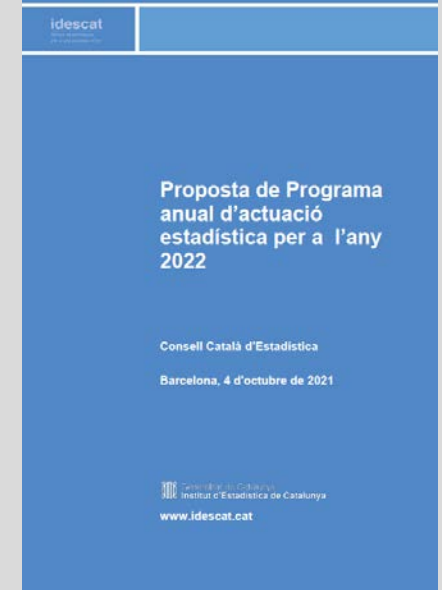 idescat
Proposta de Programa
anual d'actuació
estadística per a l'any
2022
Consell Català d'Estadística
Barcelona, 4 d'octubre de 2021
Generalitat de Catalunya
Institut d'Estadística de Catalunya
www.idescat.cat